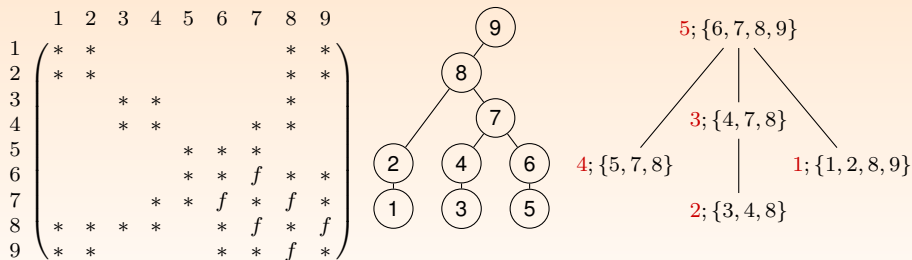 1 2 3 4 5 6 7 8 9
1 * * * *
2 * * * *
3 * * *
4 * * * *
5 * * *
6 * * f * *
7 * * f * f *
8 * * * * * f * f
9 * * * * f *
9
8
7
2 4 6
1 3 5
5; {6, 7, 8, 9}
3; {4, 7, 8}
4; {5, 7, 8} 1; {1, 2, 8, 9}
2; {3, 4, 8}